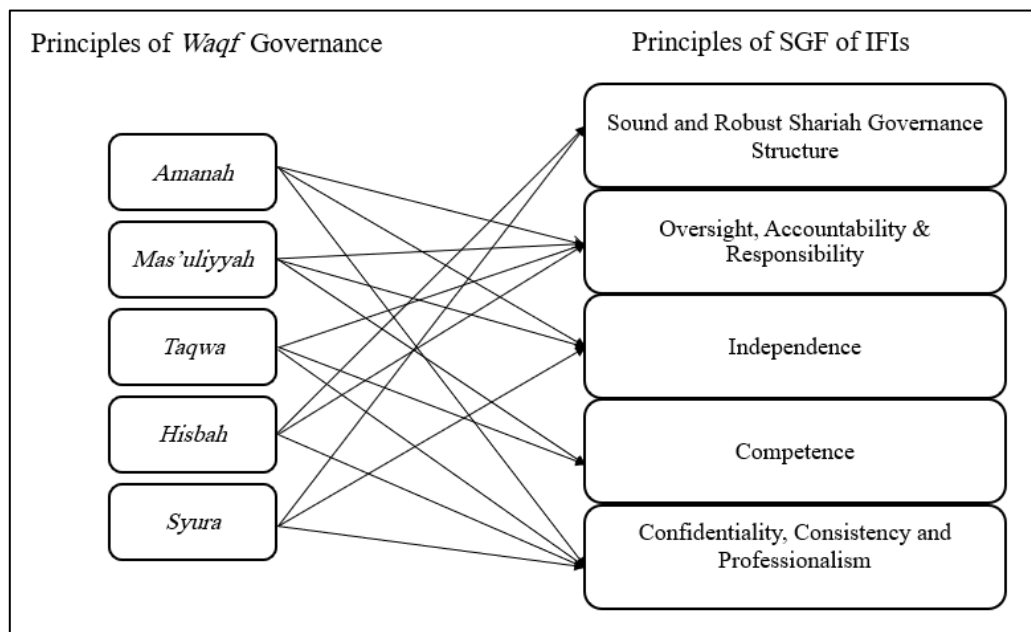 Principles of Waqf Governance
Principles of SGF of IFIs
Amanah
Mas’uliyyah
Taqwa
Hisbah
Syura
Sound and Robust Shariah Governance
Structure
Oversight, Accountability &
Responsibility
Independence
Competence
Confidentiality, Consistency and
Professionalism